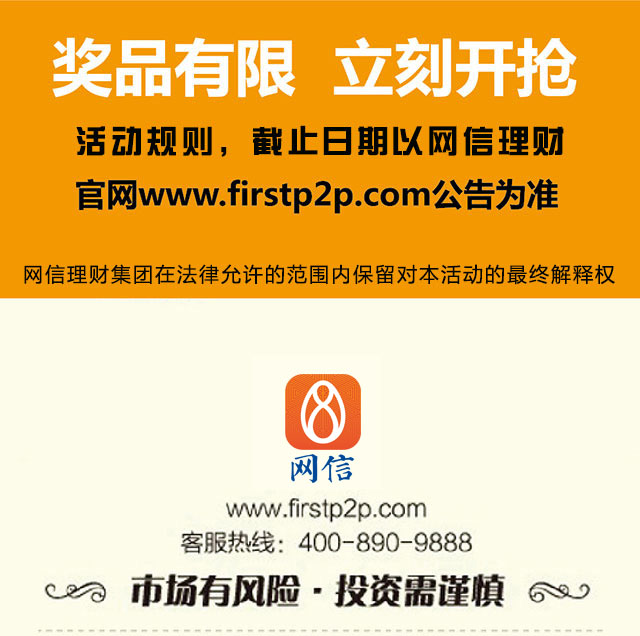 奖品有限 立刻开抢
活动规则，截止日期以网信理财
官网www.firstp2p.com公告为准
网信理财集团在法律允许的范围内保留对本活动的最终解释权
网信
www.firstp2p.com
客服热线：400-890-9888
市场有风险·投资需谨慎